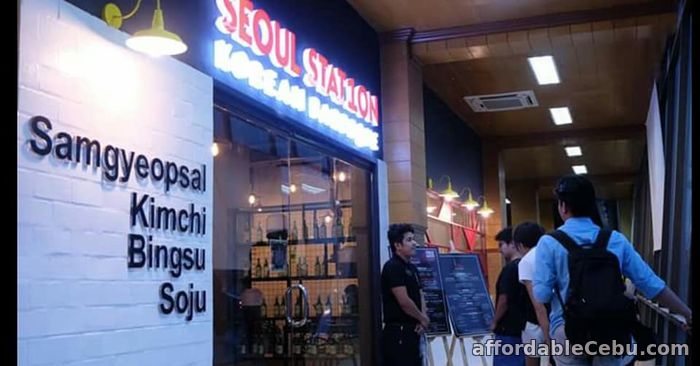 SEOUL STATION
KOREAN BARBEQUE
Samgyeopsal
Kimchi
Bingsu
Soju
affordableCebu.com